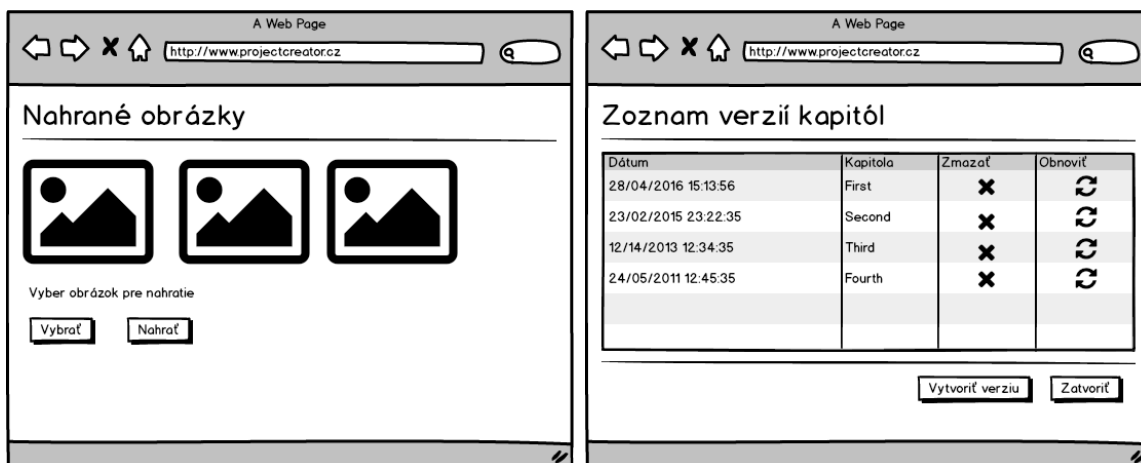 A Web Page
http://www.projectcreator.cz
Nahrané obrázky
Vyber obrázok pre nahratie
Vybrať Nahrať
A Web Page
http://www.projectcreator.cz
Zoznam verzií kapitól
Dátum Kapitola Zmazať Obnoviť
28/04/2016 15:13:56 First
23/02/2015 23:22:35 Second
12/14/2013 12:34:35 Third
24/05/2011 12:45:35 Fourth
Vytvoriť verziu Zatvoriť